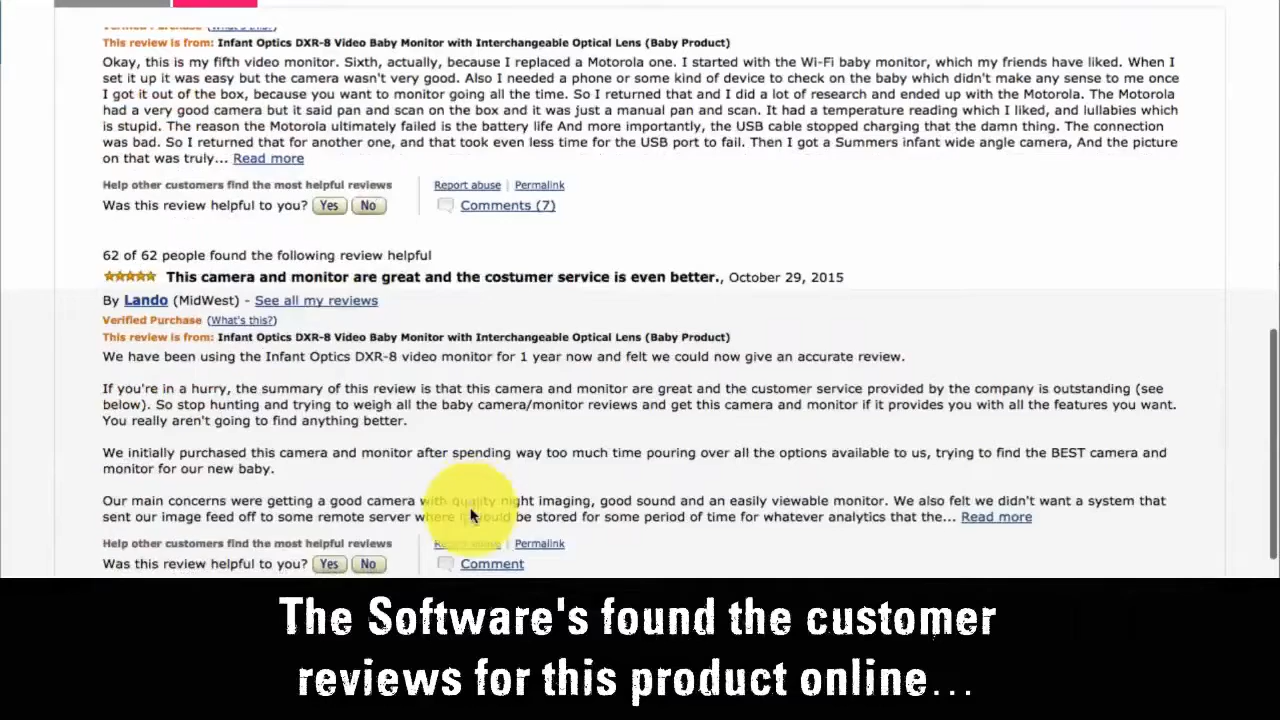 Verified Purchase (What's this?)
This review is from: Infant Optics DXR-8 Video Baby Monitor with Interchangeable Optical Lens (Baby Product)
Okay, this is my fifth video monitor. Sixth, actually, because I replaced a Motorola one. I started with the Wi-Fi baby monitor, which my friends have liked. When I
set it up it was easy but the camera wasn't very good. Also I needed a phone or some kind of device to check on the baby which didn't make any sense to me once
I got it out of the box, because you want to monitor going all the time. So I returned that and I did a lot of research and ended up with the Motorola. The Motorola
had a very good camera but it said pan and scan on the box and it was just a manual pan and scan. It had a temperature reading which I liked, and lullabies which
is stupid. The reason the Motorola ultimately failed is the battery life And more importantly, the USB cable stopped charging that the damn thing. The connection
was bad. So I returned that for another one, and that took even less time for the USB port to fail. Then I got a Summers infant wide angle camera, And the picture
on that was truly... Read more
Help other customers find the most helpful reviews
Was this review helpful to you? Yes No
Report abuse | Permalink
Comments (7)
62 of 62 people found the following review helpful
This camera and monitor are great and the costumer service is even better., October 29, 2015
By Lando (MidWest) - See all my reviews
Verified Purchase (What's this?)
This review is from: Infant Optics DXR-8 Video Baby Monitor with Interchangeable Optical Lens (Baby Product)
We have been using the Infant Optics DXR-8 video monitor for 1 year now and felt we could now give an accurate review.
If you're in a hurry, the summary of this review is that this camera and monitor are great and the customer service provided by the company is outstanding (see
below). So stop hunting and trying to weigh all the baby camera/monitor reviews and get this camera and monitor if it provides you with all the features you want.
You really aren't going to find anything better.
We initially purchased this camera and monitor after spending way too much time pouring over all the options available to us, trying to find the BEST camera and
monitor for our new baby.
Our main concerns were getting a good camera with quality night imaging, good sound and an easily viewable monitor. We also felt we didn't want a system that
sent our image feed off to some remote server where it would be stored for some period of time for whatever analytics that the... Read more
Help other customers find the most helpful reviews
Was this review helpful to you? Yes No
Report abuse | Permalink
Comment
The Software's found the customer
reviews for this product online...